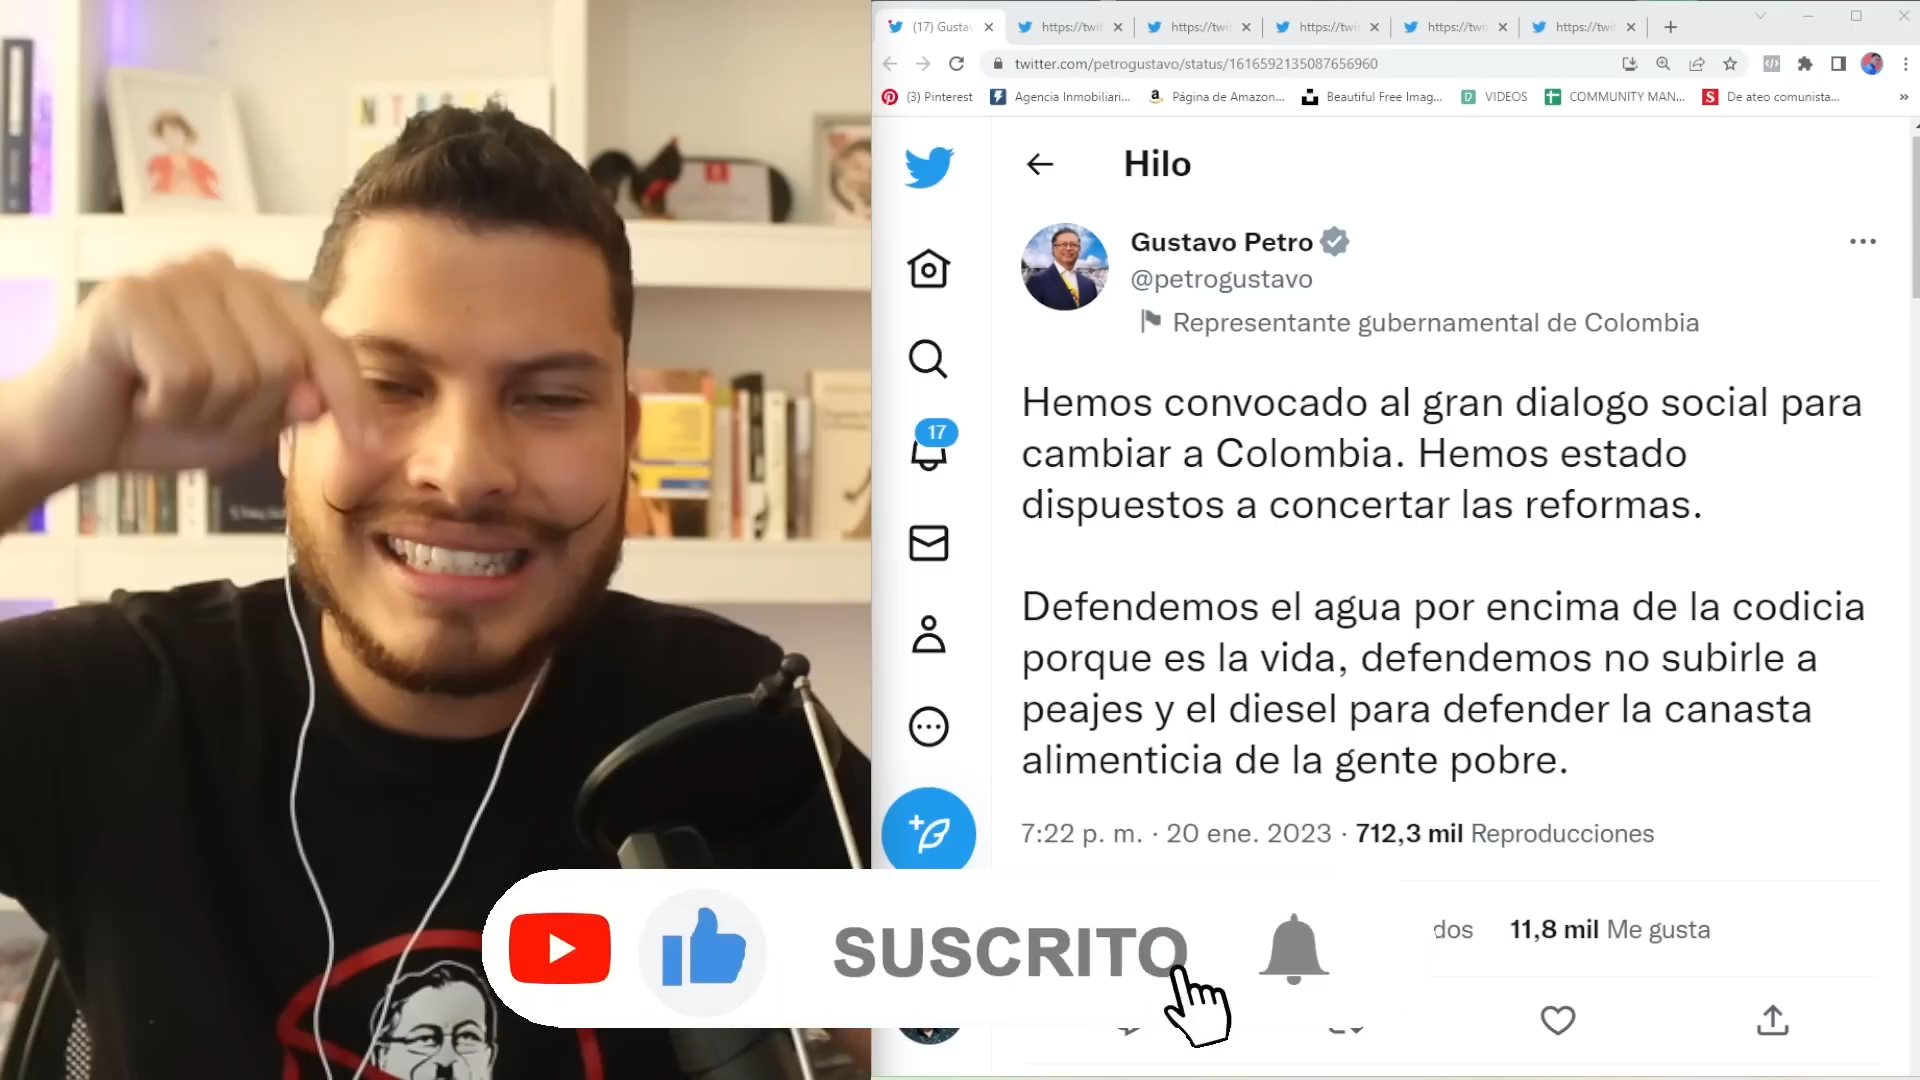 (17) Gustav
https://twit
https://twi
https://twi
https://twi
https://twi
twitter.com/petrogustavo/status/1616592135087656960
(3) Pinterest
Agencia Inmobiliari...
Página de Amazon...
Beautiful Free Imag...
VIDEOS
COMMUNITY MAN...
De ateo comunista...
Hilo
Gustavo Petro
@petrogustavo
Representante gubernamental de Colombia
17
Hemos convocado al gran dialogo social para
cambiar a Colombia. Hemos estado
dispuestos a concertar las reformas.
Defendemos el agua por encima de la codicia
porque es la vida, defendemos no subirle a
peajes y el diesel para defender la canasta
alimenticia de la gente pobre.
7:22 p. m. · 20 ene. 2023 · 712,3 mil Reproducciones
dos 11,8 mil Me gusta
SUSCRITO